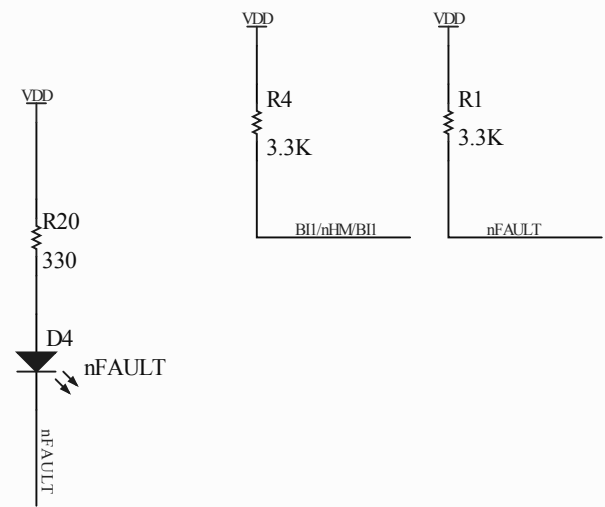 VDD
R20
330
D4
nFAULT
nFAULT
VDD
R4
3.3K
BI1/nHM/BI1
VDD
R1
3.3K
nFAULT